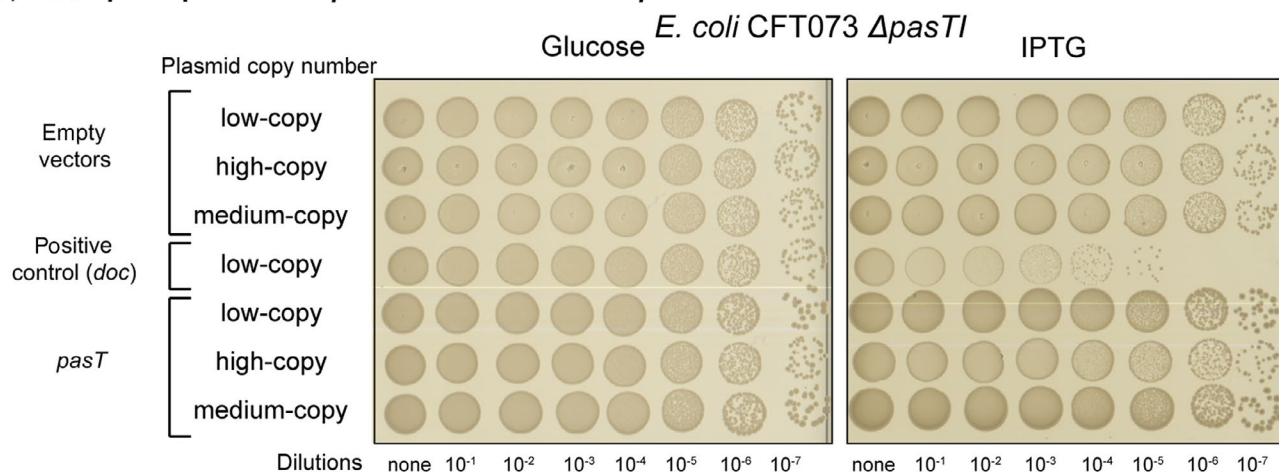 E. coli CFT073 ΔpasTI
Glucose
IPTG
Plasmid copy number
Empty
vectors
low-copy
high-copy
medium-copy
Positive
control (doc)
low-copy
pasT
low-copy
high-copy
medium-copy
Dilutions none 10⁻¹ 10⁻² 10⁻³ 10⁻⁴ 10⁻⁵ 10⁻⁶ 10⁻⁷ none 10⁻¹ 10⁻² 10⁻³ 10⁻⁴ 10⁻⁵ 10⁻⁶ 10⁻⁷